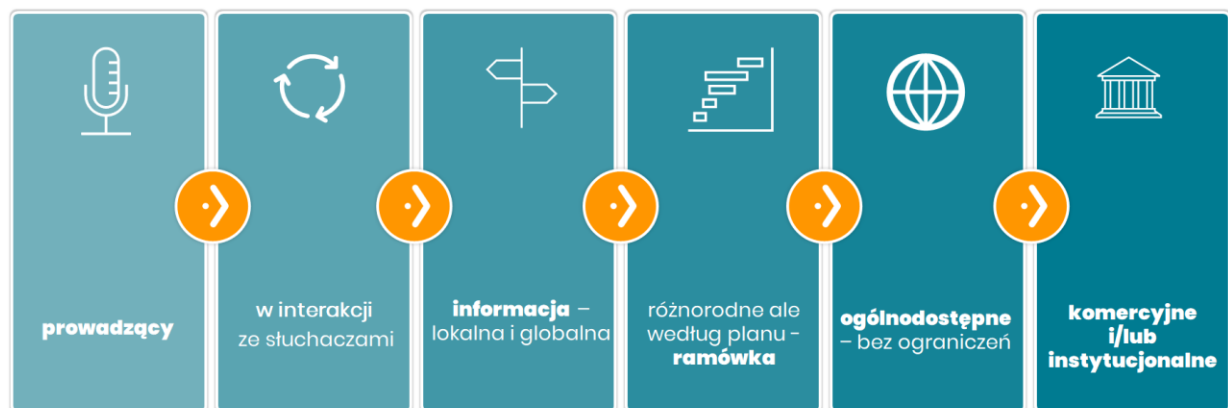 prowadzący
w interakcji
ze słuchaczami
informacja –
lokalna i globalna
różnorodne ale
według planu -
ramówka
ogólnodostępne
– bez ograniczeń
komercyjne
i/lub
instytucjonalne